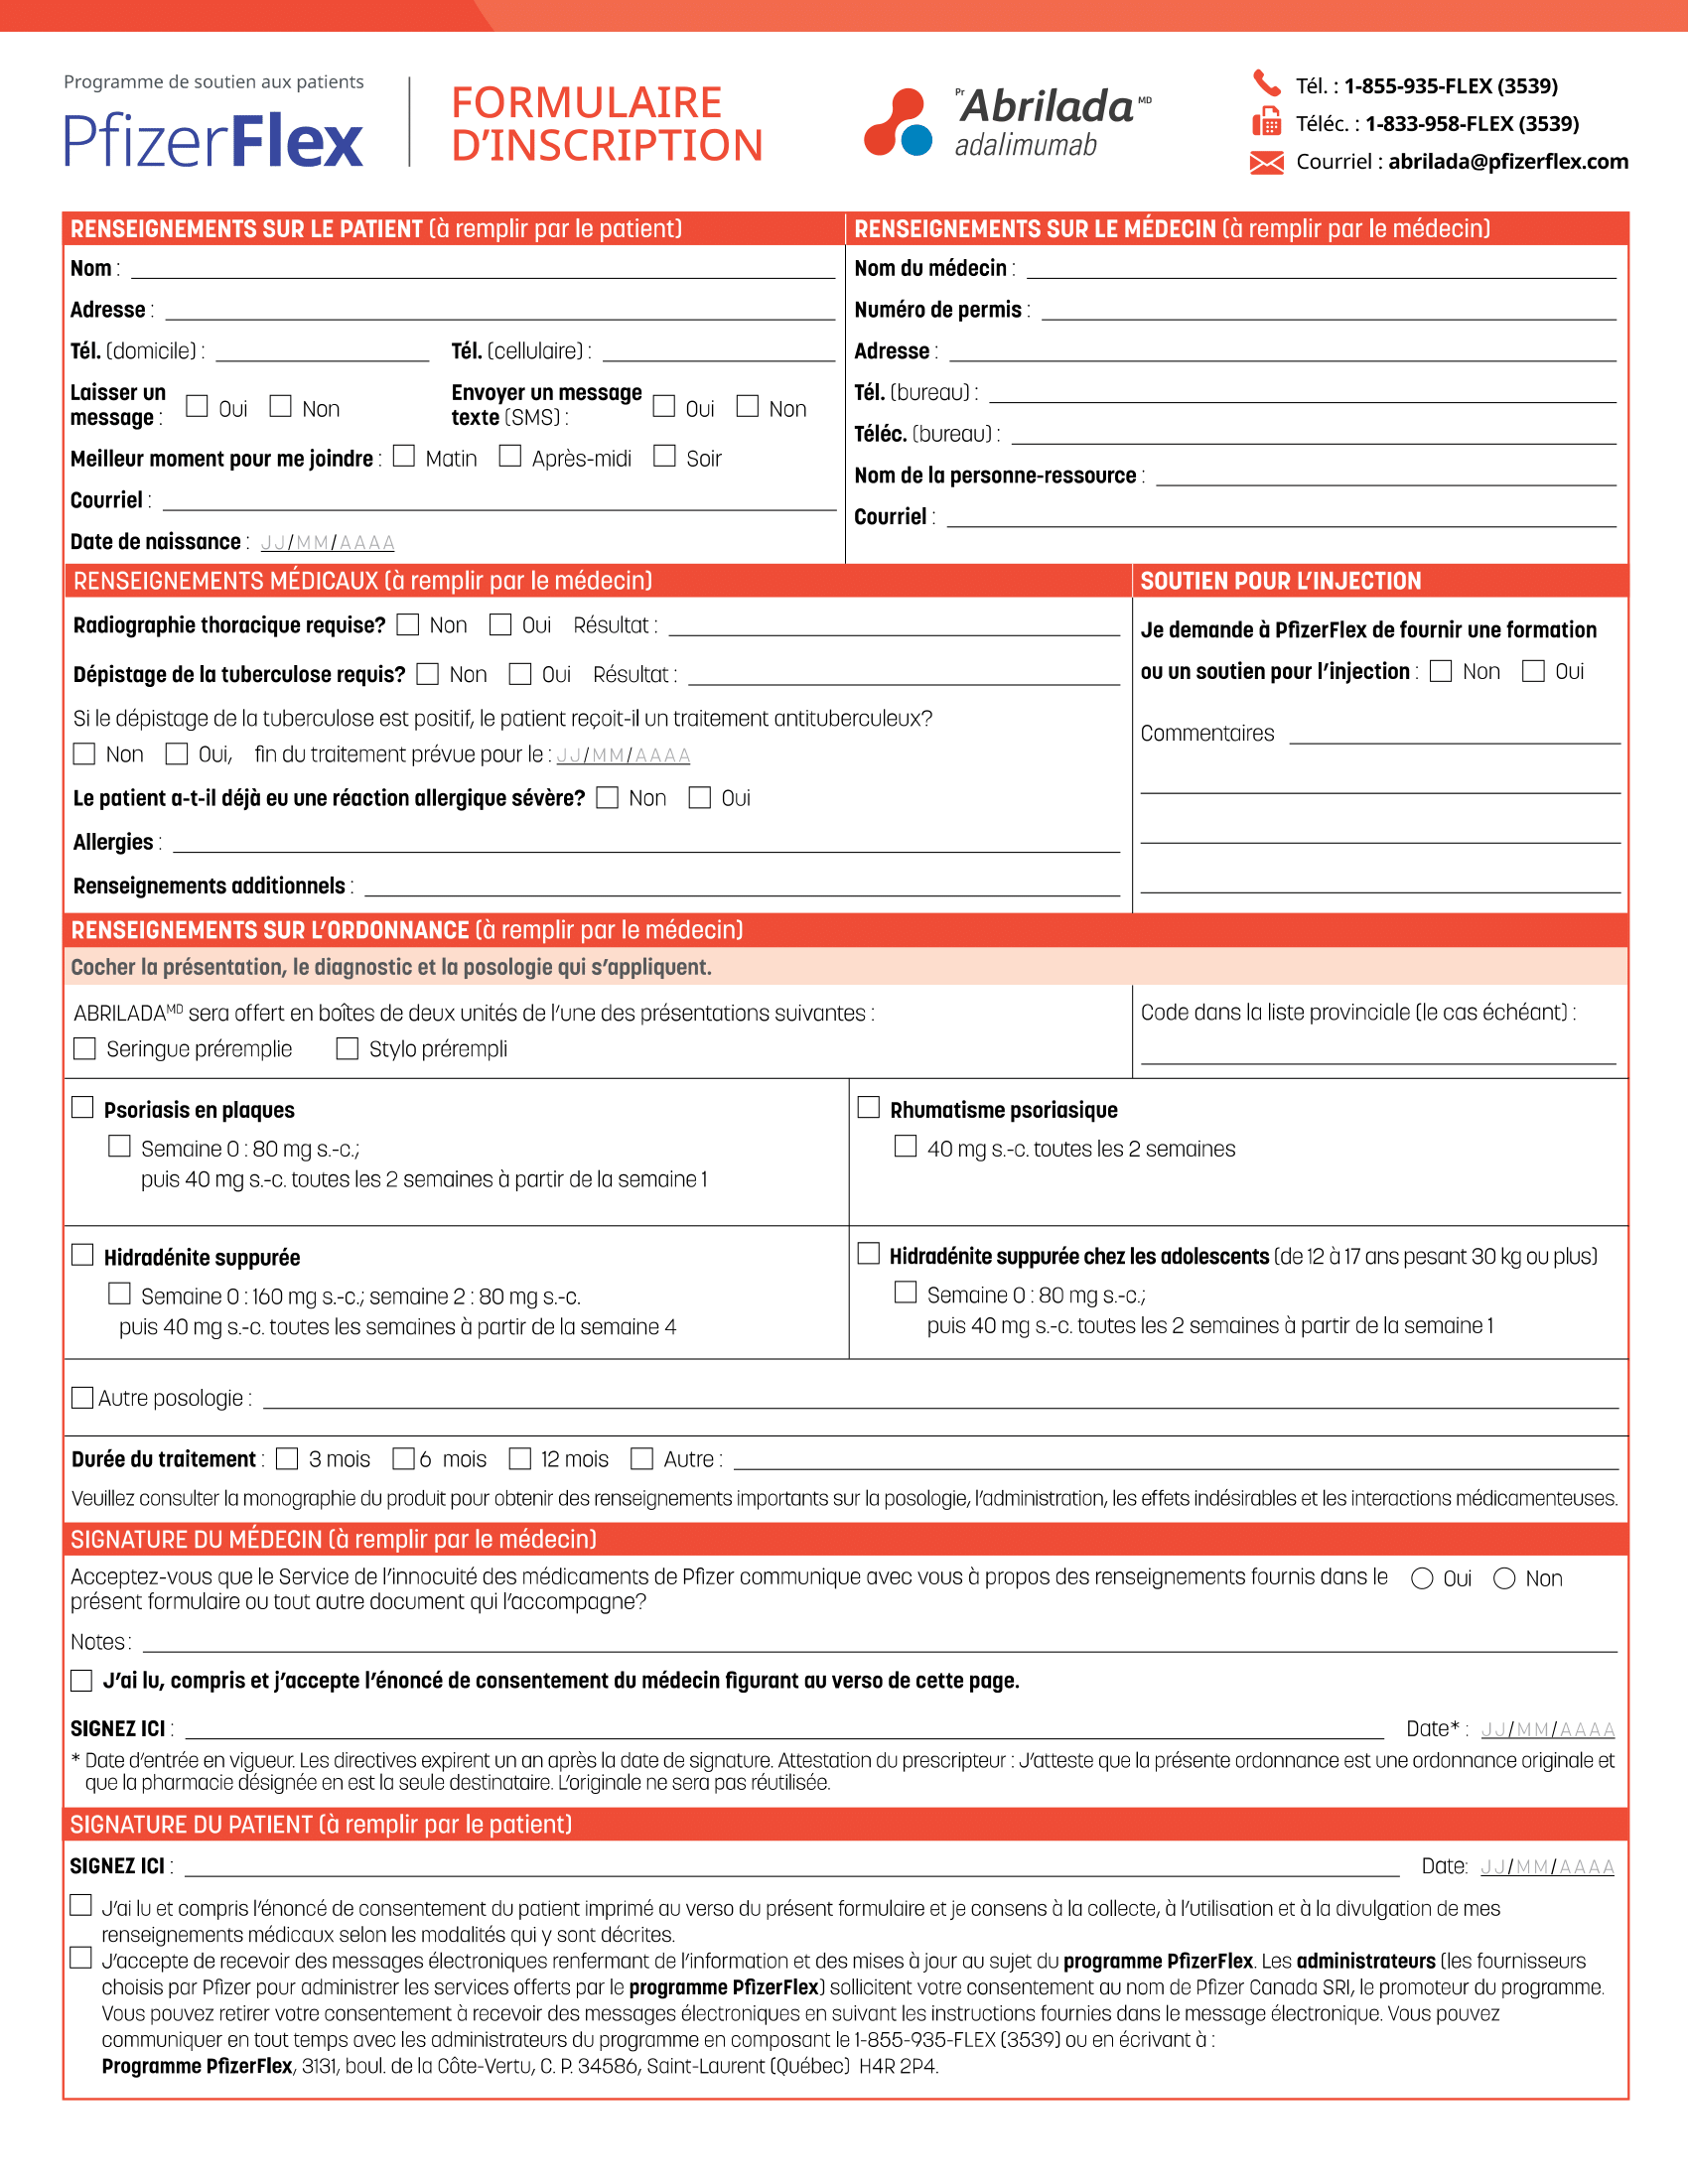 Programme de soutien aux patients
PfizerFlex
FORMULAIRE
D'INSCRIPTION
Pr Abrilada MD
adalimumab
Tél. : 1-855-935-FLEX (3539)
Téléc. : 1-833-958-FLEX (3539)
Courriel : abrilada@pfizerflex.com
RENSEIGNEMENTS SUR LE PATIENT (à remplir par le patient)
Nom :
Adresse :
Tél. (domicile) : Tél. (cellulaire) :
Laisser un message : Oui Non Envoyer un message texte (SMS) : Oui Non
Meilleur moment pour me joindre : Matin Après-midi Soir
Courriel :
Date de naissance : JJ/MM/AAAA
RENSEIGNEMENTS SUR LE MÉDECIN (à remplir par le médecin)
Nom du médecin :
Numéro de permis :
Adresse :
Tél. (bureau) :
Téléc. (bureau) :
Nom de la personne-ressource :
Courriel :
RENSEIGNEMENTS MÉDICAUX (à remplir par le médecin)
Radiographie thoracique requise? Non Oui Résultat :
Dépistage de la tuberculose requis? Non Oui Résultat :
Si le dépistage de la tuberculose est positif, le patient reçoit-il un traitement antituberculeux?
Non Oui, fin du traitement prévue pour le : JJ/MM/AAAA
Le patient a-t-il déjà eu une réaction allergique sévère? Non Oui
Allergies :
Renseignements additionnels :
SOUTIEN POUR L'INJECTION
Je demande à PfizerFlex de fournir une formation
ou un soutien pour l'injection : Non Oui
Commentaires
RENSEIGNEMENTS SUR L'ORDONNANCE (à remplir par le médecin)
Cocher la présentation, le diagnostic et la posologie qui s'appliquent.
ABRILADAMD sera offert en boîtes de deux unités de l'une des présentations suivantes :
Seringue préremplie Stylo prérempli
Code dans la liste provinciale (le cas échéant) :
Psoriasis en plaques
Semaine 0 : 80 mg s.-c.;
puis 40 mg s.-c. toutes les 2 semaines à partir de la semaine 1
Rhumatisme psoriasique
40 mg s.-c. toutes les 2 semaines
Hidradénite suppurée
Semaine 0 : 160 mg s.-c.; semaine 2 : 80 mg s.-c.
puis 40 mg s.-c. toutes les semaines à partir de la semaine 4
Hidradénite suppurée chez les adolescents (de 12 à 17 ans pesant 30 kg ou plus)
Semaine 0 : 80 mg s.-c.;
puis 40 mg s.-c. toutes les 2 semaines à partir de la semaine 1
Autre posologie :
Durée du traitement : 3 mois 6 mois 12 mois Autre :
Veuillez consulter la monographie du produit pour obtenir des renseignements importants sur la posologie, l'administration, les effets indésirables et les interactions médicamenteuses.
SIGNATURE DU MÉDECIN (à remplir par le médecin)
Acceptez-vous que le Service de l'innocuité des médicaments de Pfizer communique avec vous à propos des renseignements fournis dans le Oui Non
présent formulaire ou tout autre document qui l'accompagne?
Notes :
J'ai lu, compris et j'accepte l'énoncé de consentement du médecin figurant au verso de cette page.
SIGNEZ ICI : Date* : JJ/MM/AAAA
* Date d'entrée en vigueur. Les directives expirent un an après la date de signature. Attestation du prescripteur : J'atteste que la présente ordonnance est une ordonnance originale et
que la pharmacie désignée en est la seule destinataire. L'originale ne sera pas réutilisée.
SIGNATURE DU PATIENT (à remplir par le patient)
SIGNEZ ICI : Date: JJ/MM/AAAA
J'ai lu et compris l'énoncé de consentement du patient imprimé au verso du présent formulaire et je consens à la collecte, à l'utilisation et à la divulgation de mes
renseignements médicaux selon les modalités qui y sont décrites.
J'accepte de recevoir des messages électroniques renfermant de l'information et des mises à jour au sujet du programme PfizerFlex. Les administrateurs (les fournisseurs
choisis par Pfizer pour administrer les services offerts par le programme PfizerFlex) sollicitent votre consentement au nom de Pfizer Canada SRI, le promoteur du programme.
Vous pouvez retirer votre consentement à recevoir des messages électroniques en suivant les instructions fournies dans le message électronique. Vous pouvez
communiquer en tout temps avec les administrateurs du programme en composant le 1-855-935-FLEX (3539) ou en écrivant à :
Programme PfizerFlex, 3131, boul. de la Côte-Vertu, C. P. 34586, Saint-Laurent (Québec) H4R 2P4.